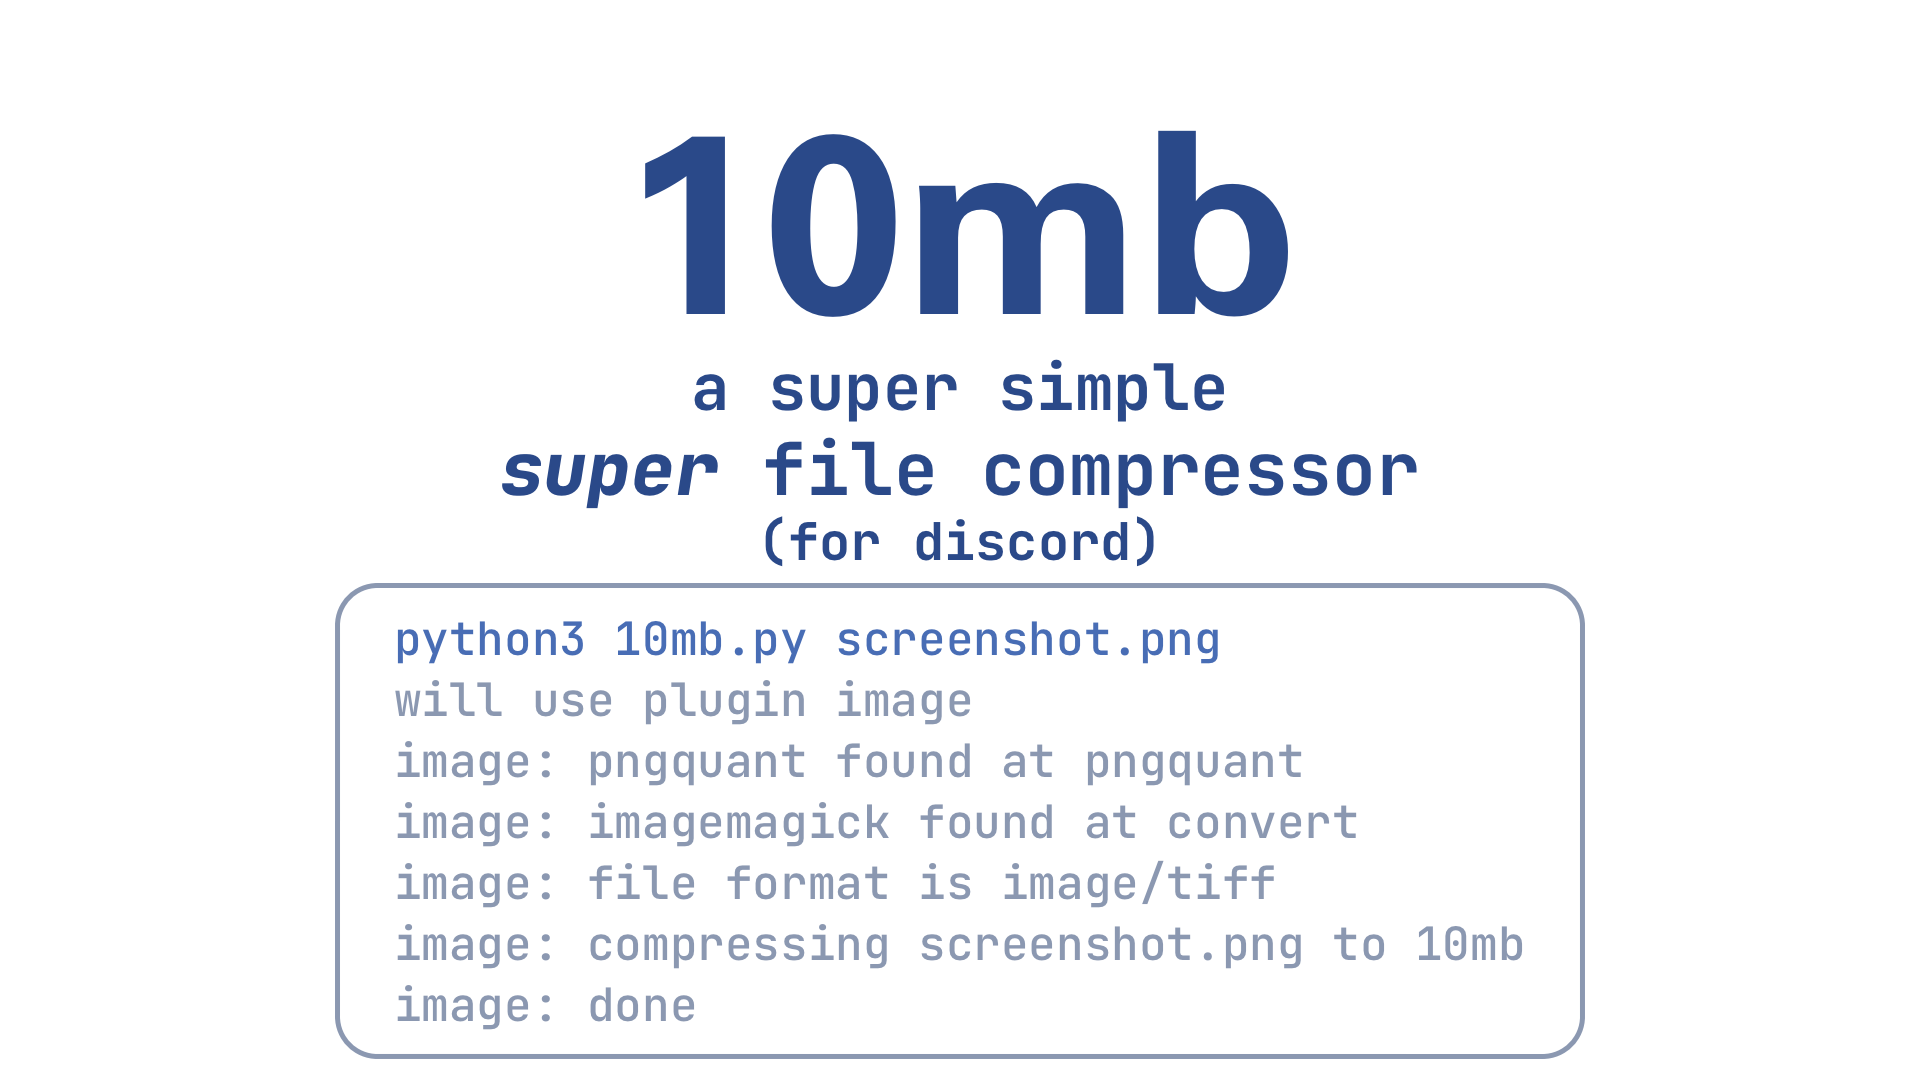 10mb
a super simple
super file compressor
(for discord)
python3 10mb.py screenshot.png
will use plugin image
image: pngquant found at pngquant
image: imagemagick found at convert
image: file format is image/tiff
image: compressing screenshot.png to 10mb
image: done